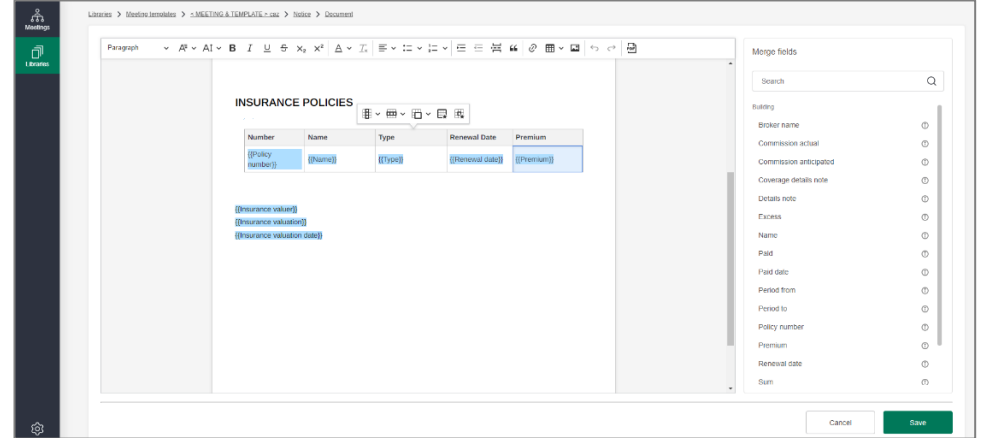 Meetings
Libraries
Libraries > Meeting templates > < MEETING & TEMPLATE > cpz > Notice > Document
Paragraph
INSURANCE POLICIES
Number Name Type Renewal Date Premium
{{Policy number}} {{Name}} {{Type}} {{Renewal date}} {{Premium}}
{{Insurance valuer}}
{{Insurance valuation}}
{{Insurance valuation date}}
Merge fields
Search
Building
Broker name
Commission actual
Commission anticipated
Coverage details note
Details note
Excess
Name
Paid
Paid date
Period from
Period to
Policy number
Premium
Renewal date
Sum
Cancel
Save